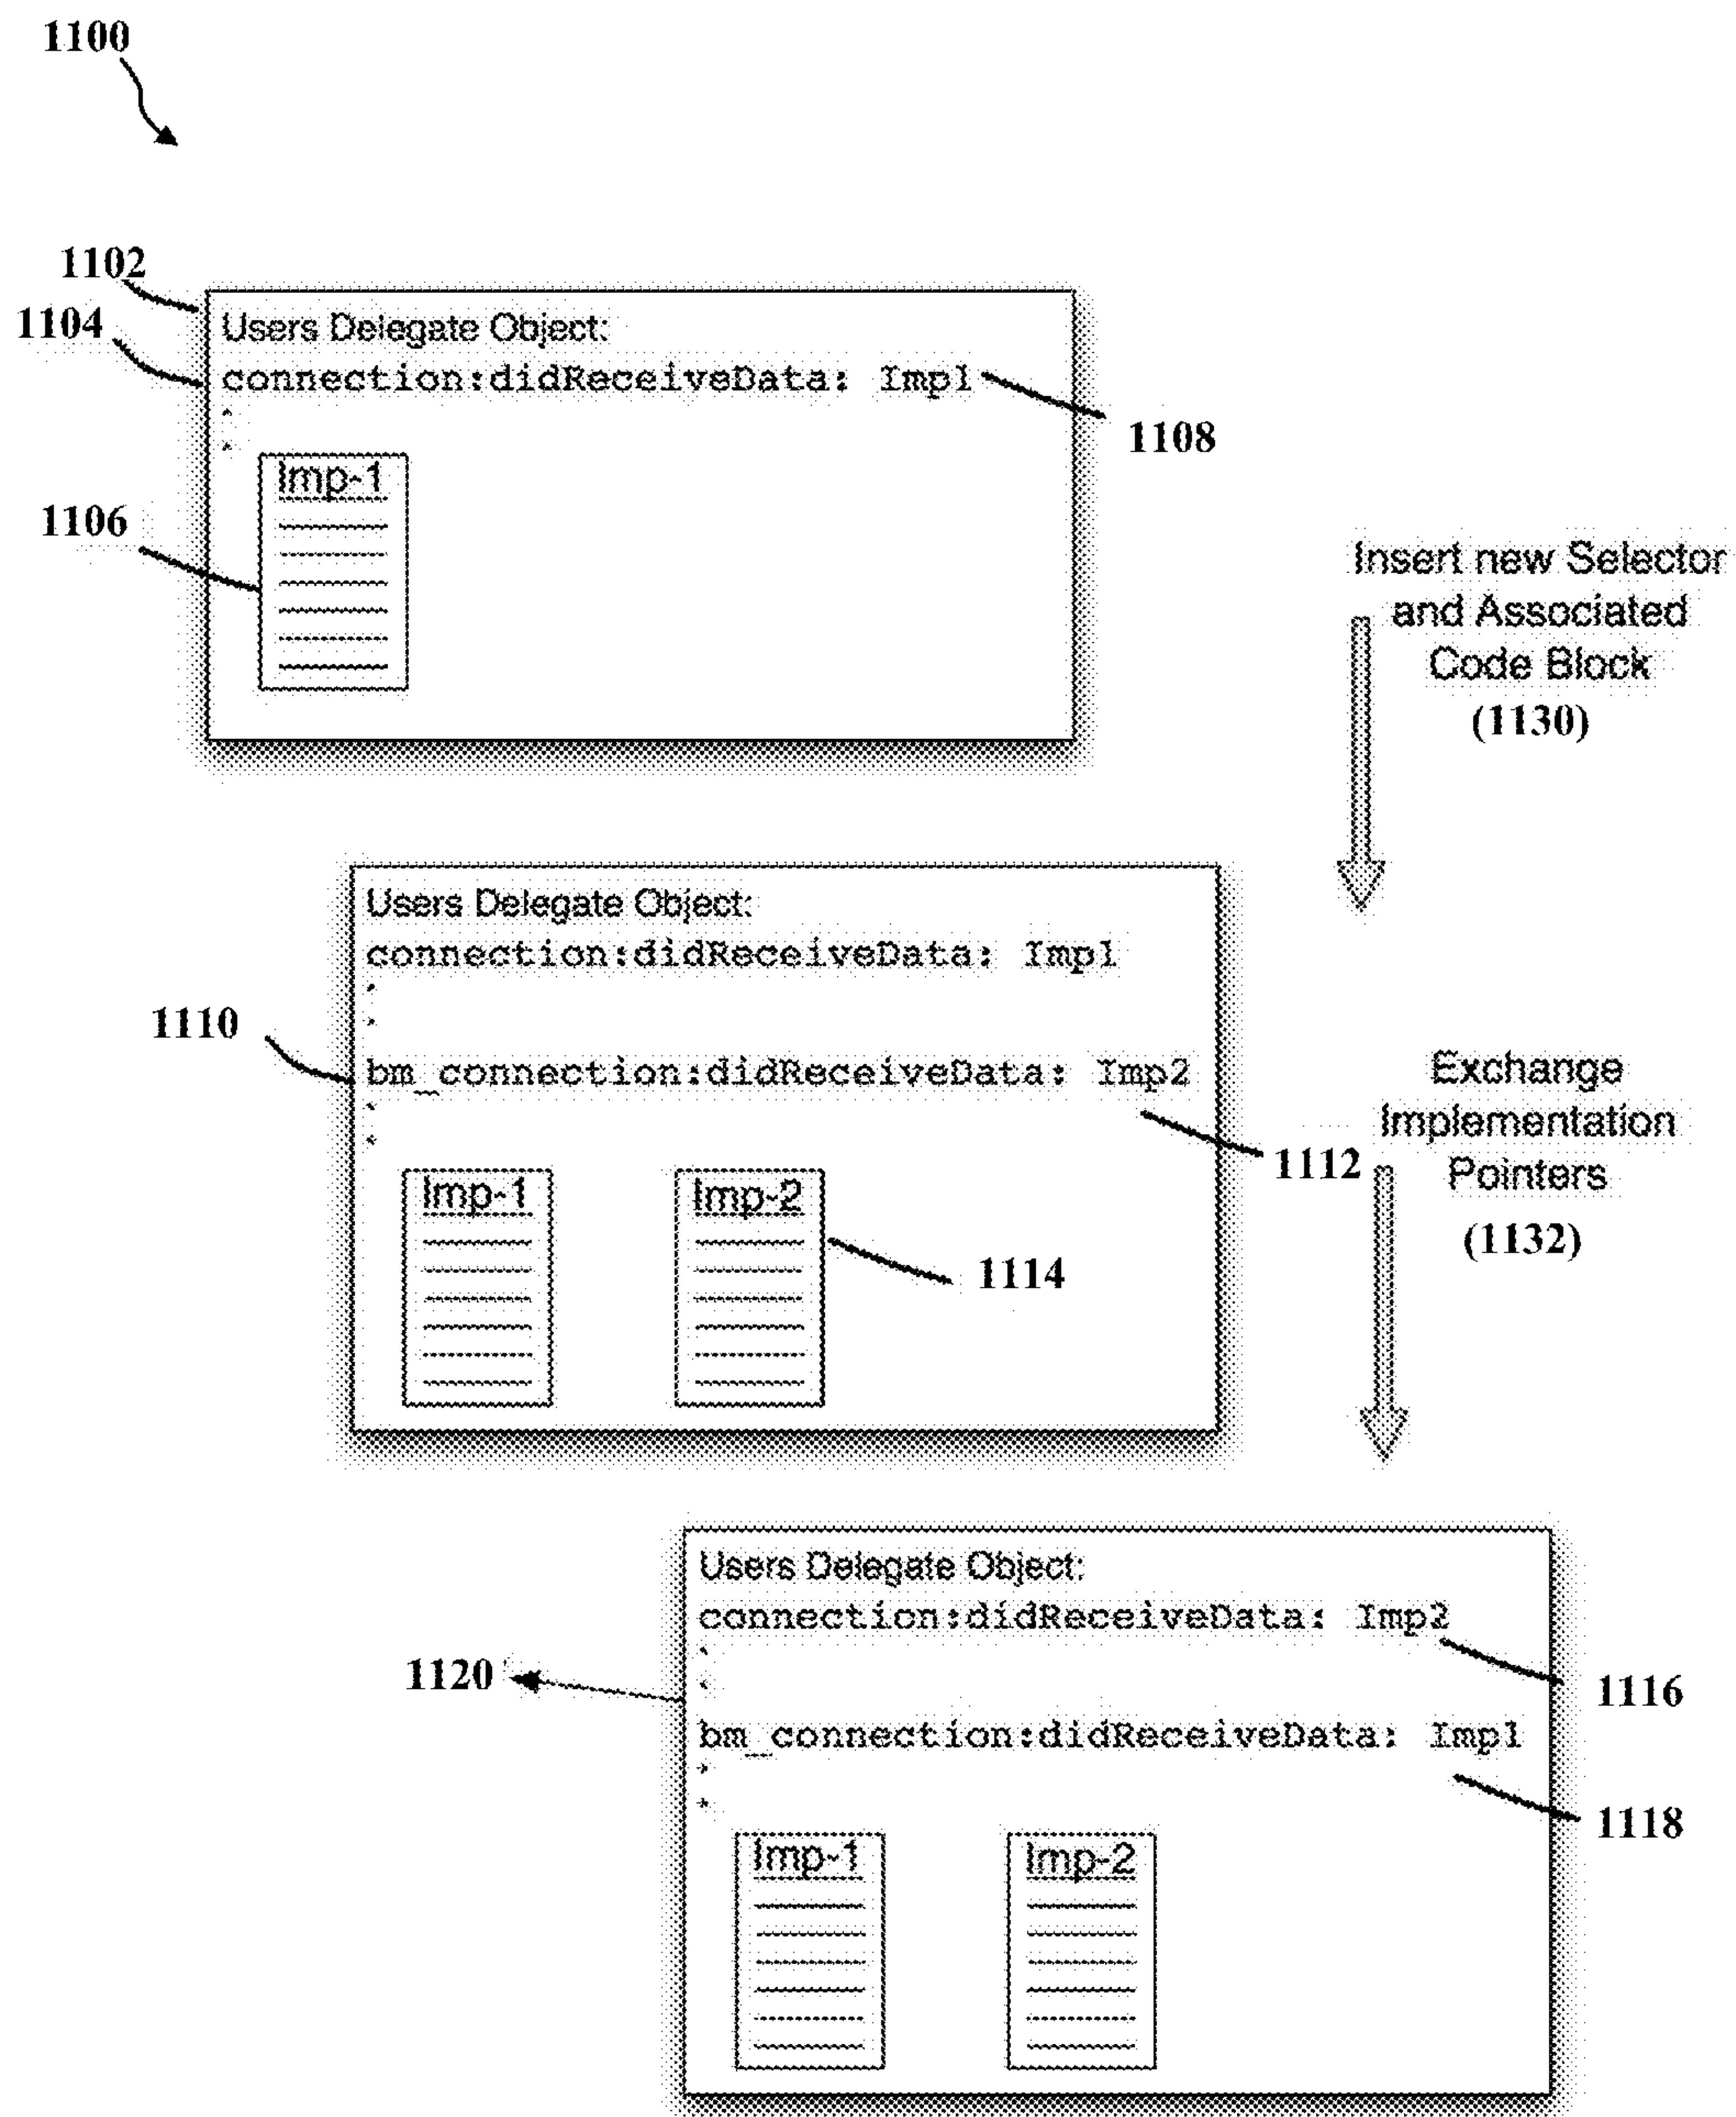 1100
1102
Users Delegate Object:
1104
connection:didReceiveData: Imp1
1108
Imp-1
1106
Insert new Selector
and Associated
Code Block
(1130)
Users Delegate Object:
connection:didReceiveData: Imp1
1110
bm_connection:didReceiveData: Imp2
Exchange
Implementation
Pointers
(1132)
1112
Imp-1
Imp-2
1114
Users Delegate Object:
connection:didReceiveData: Imp2
1120
1116
bm_connection:didReceiveData: Imp1
1118
Imp-1
Imp-2